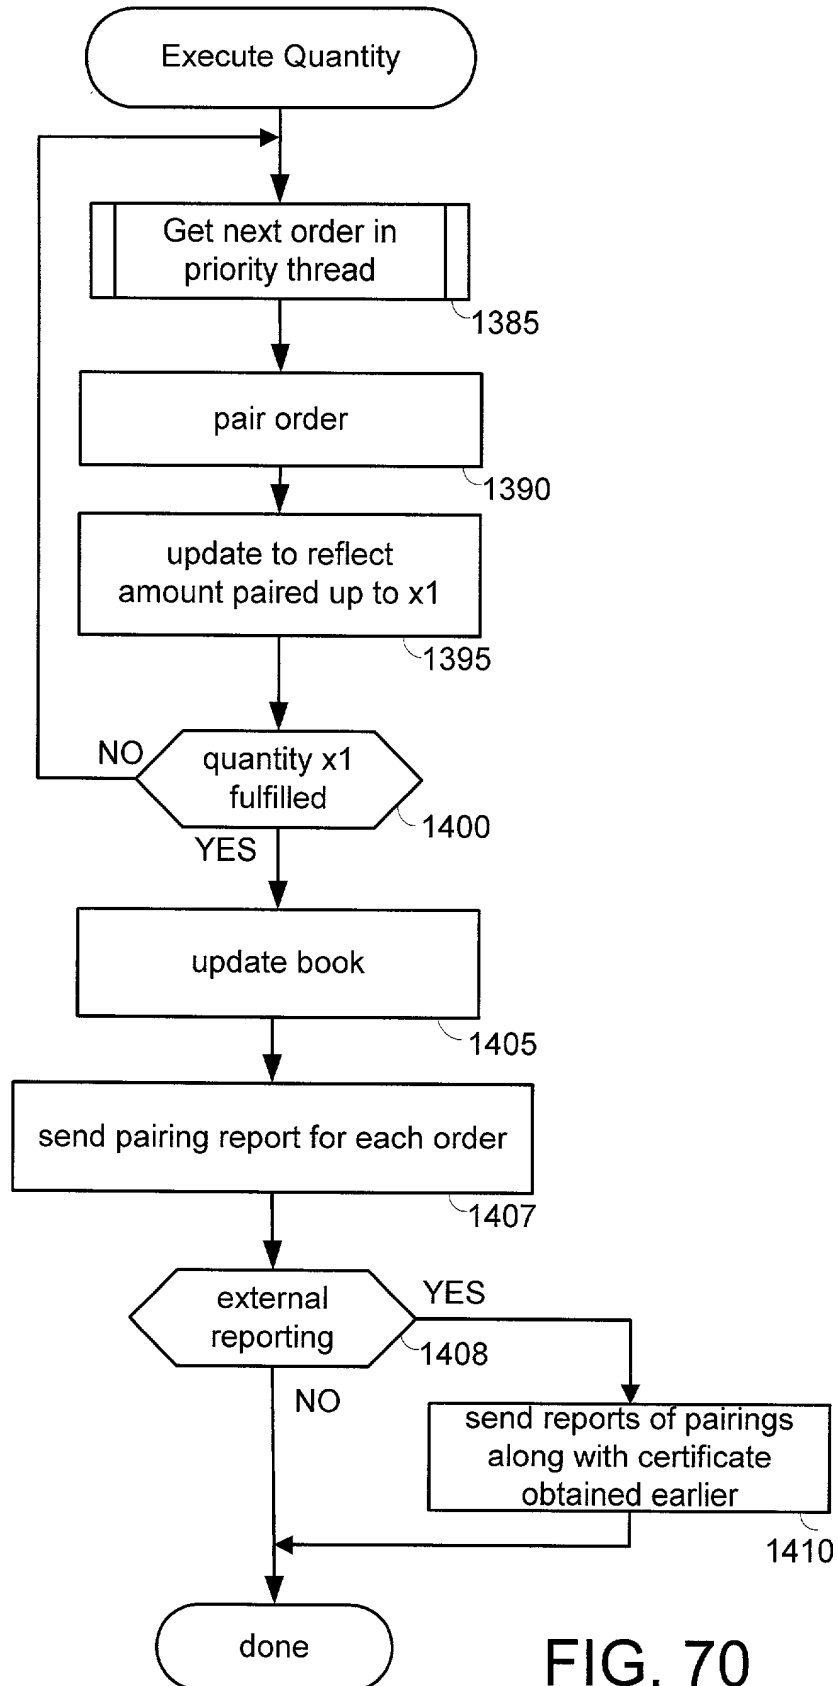 Execute Quantity
Get next order in
priority thread
1385
pair order
1390
update to reflect
amount paired up to x1
1395
NO
quantity x1
fulfilled
1400
YES
update book
1405
send pairing report for each order
1407
external
reporting
YES
1408
NO
send reports of pairings
along with certificate
obtained earlier
1410
done
FIG. 70